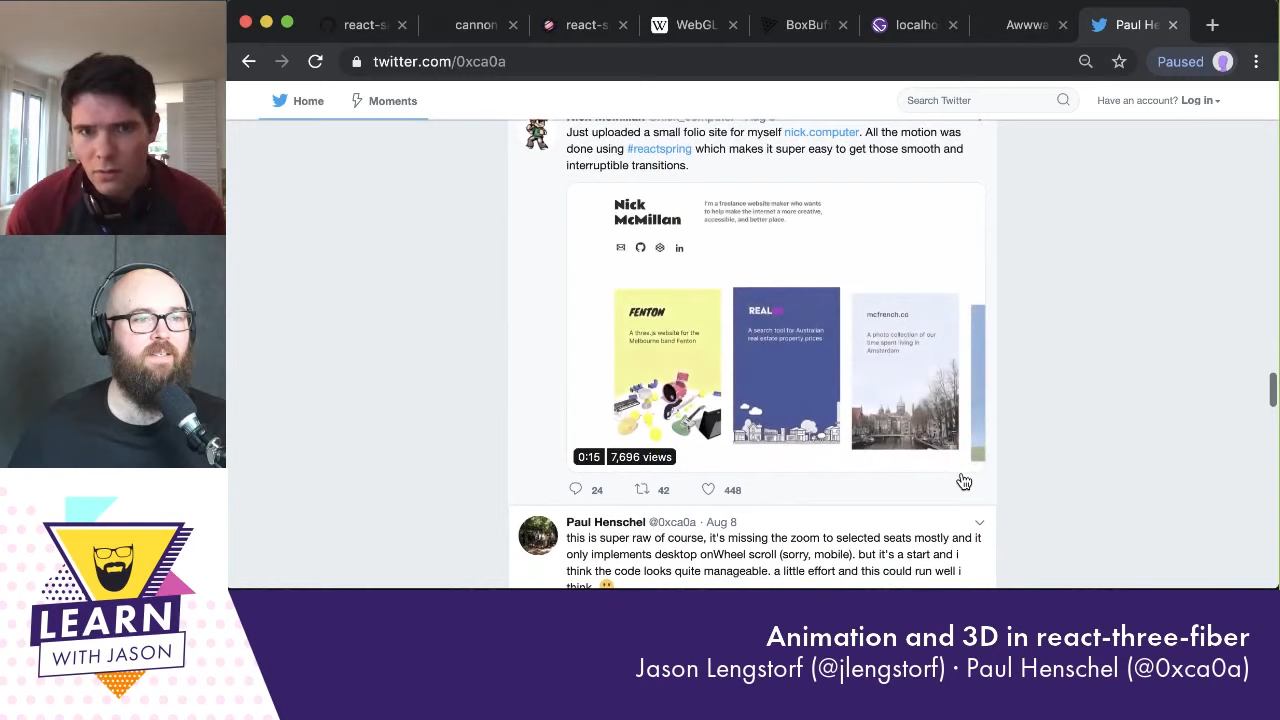 react-s
cannon
react-s
WebGL
BoxBuf
localho
Awwwa
Paul He
twitter.com/0xca0a
Paused
Home
Moments
Search Twitter
Have an account? Log in
Just uploaded a small folio site for myself nick.computer. All the motion was
done using #reactspring which makes it super easy to get those smooth and
interruptible transitions.
Nick
McMillan
I'm a freelance website maker who wants
to help make the internet a more creative,
accessible, and better place.
in
FENTON
A three.js website for the
Melbourne band Fenton
REAL
A search tool for Australian
real estate property prices
mcfrench.co
A photo collection of our
time spent living in
Amsterdam
0:15 7,696 views
24 42 448
Paul Henschel @0xca0a · Aug 8
this is super raw of course, it's missing the zoom to selected seats mostly and it
only implements desktop onWheel scroll (sorry, mobile). but it's a start and i
think the code looks quite manageable. a little effort and this could run well i
think.
LEARN
WITH JASON
Animation and 3D in react-three-fiber
Jason Lengstorf (@jlengstorf) · Paul Henschel (@0xca0a)